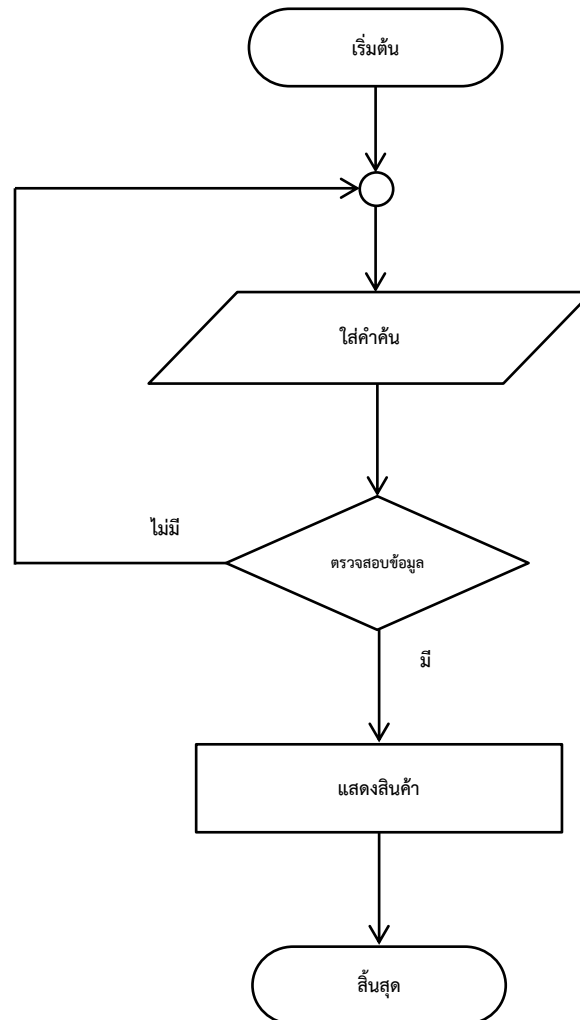 เริ่มต้น
ใส่คำค้น
ไม่มี
ตรวจสอบข้อมูล
มี
แสดงสินค้า
สิ้นสุด